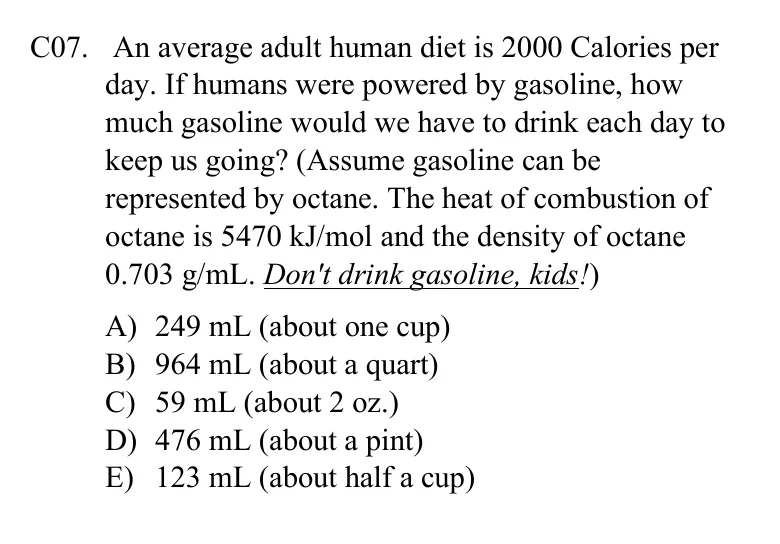 C07. An average adult human diet is 2000 Calories per
day. If humans were powered by gasoline, how
much gasoline would we have to drink each day to
keep us going? (Assume gasoline can be
represented by octane. The heat of combustion of
octane is 5470 kJ/mol and the density of octane
0.703 g/mL. Don't drink gasoline, kids!)
A) 249 mL (about one cup)
B) 964 mL (about a quart)
C) 59 mL (about 2 oz.)
D) 476 mL (about a pint)
E) 123 mL (about half a cup)